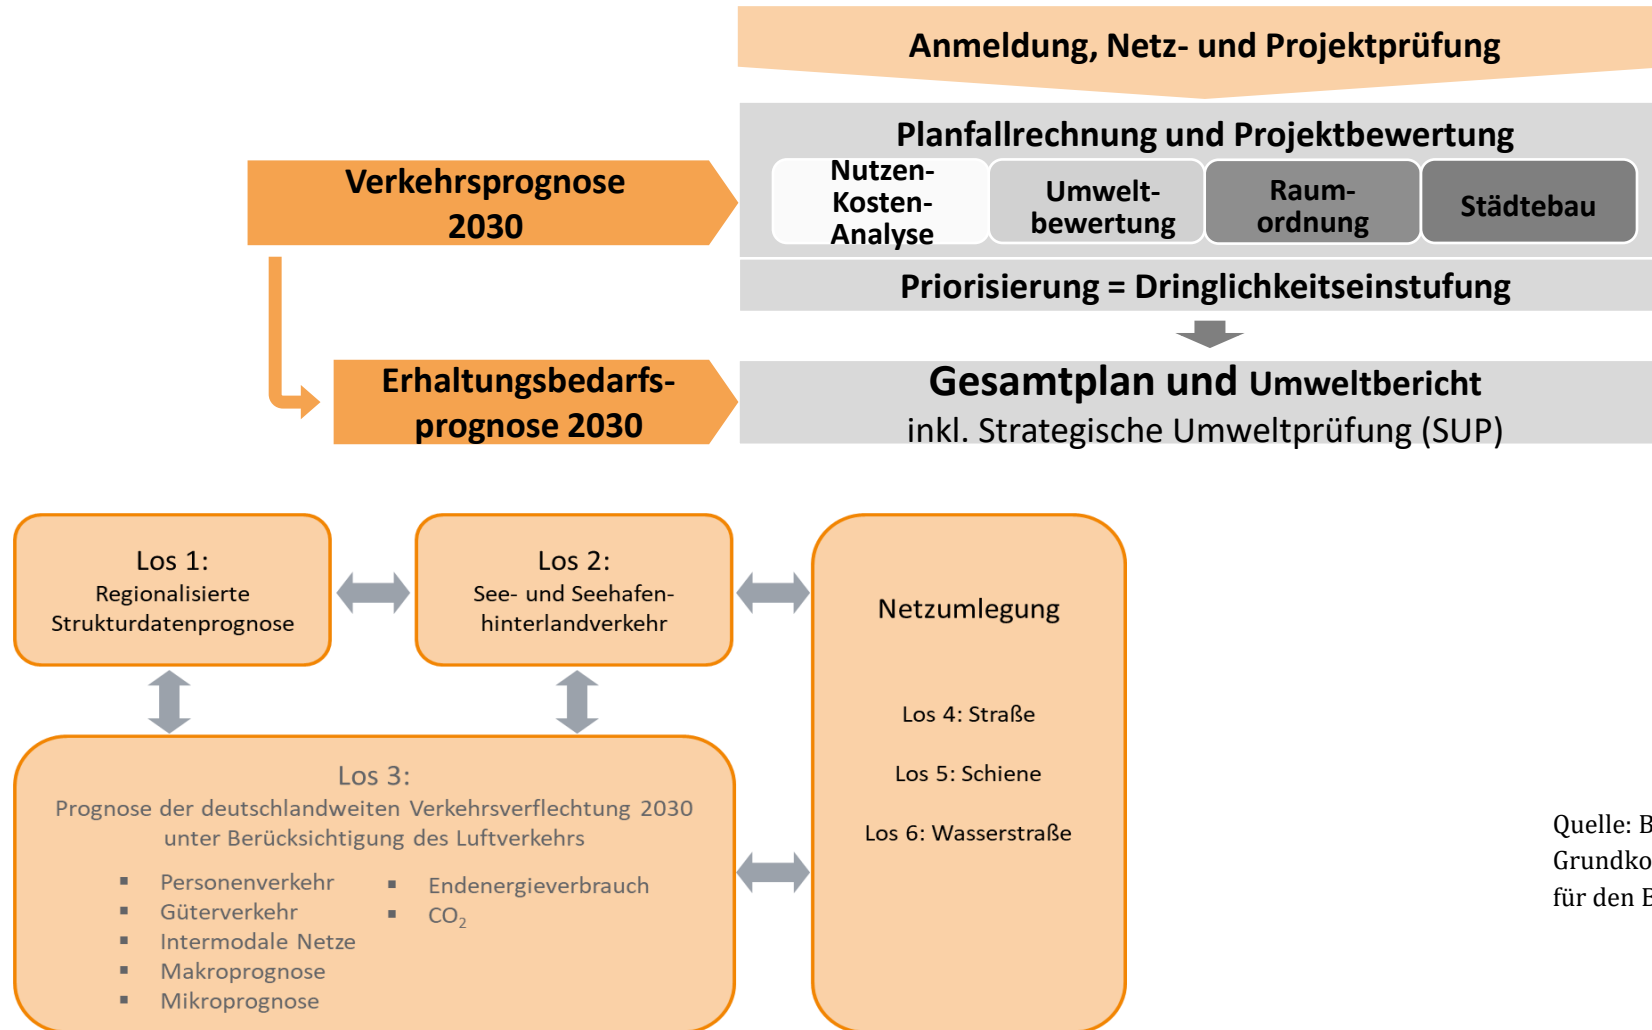 Anmeldung, Netz- und Projektprüfung
Planfallrechnung und Projektbewertung
Nutzen-
Kosten-
Analyse
Umwelt-
bewertung
Raum-
ordnung
Städtebau
Verkehrsprognose
2030
Priorisierung = Dringlichkeitseinstufung
Erhaltungsbedarfs-
prognose 2030
Gesamtplan und Umweltbericht
inkl. Strategische Umweltprüfung (SUP)
Los 1:
Regionalisierte
Strukturdatenprognose
Los 2:
See- und Seehafen-
hinterlandverkehr
Netzumlegung
Los 4: Straße
Los 5: Schiene
Los 6: Wasserstraße
Los 3:
Prognose der deutschlandweiten Verkehrsverflechtung 2030
unter Berücksichtigung des Luftverkehrs
▪ Personenverkehr
▪ Güterverkehr
▪ Intermodale Netze
▪ Makroprognose
▪ Mikroprognose
▪ Endenergieverbrauch
▪ CO₂
Quelle: B
Grundko
für den B